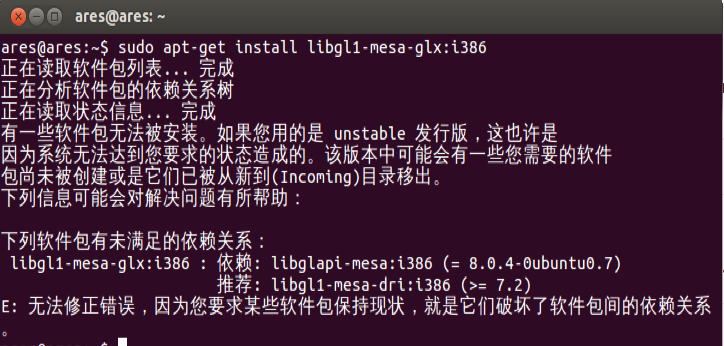 ares@ares: ~
ares@ares:~$ sudo apt-get install libgl1-mesa-glx:i386
正在读取软件包列表... 完成
正在分析软件包的依赖关系树
正在读取状态信息... 完成
有一些软件包无法被安装。如果您用的是 unstable 发行版，这也许是
因为系统无法达到您要求的状态造成的。该版本中可能会有一些您需要的软件
包尚未被创建或是它们已被从新到(Incoming)目录移出。
下列信息可能会对解决问题有所帮助：
下列软件包有未满足的依赖关系：
libgl1-mesa-glx:i386 : 依赖: libglapi-mesa:i386 (= 8.0.4-0ubuntu0.7)
推荐: libgl1-mesa-dri:i386 (>= 7.2)
E: 无法修正错误，因为您要求某些软件包保持现状，就是它们破坏了软件包间的依赖关系
。
ares@ares:~$